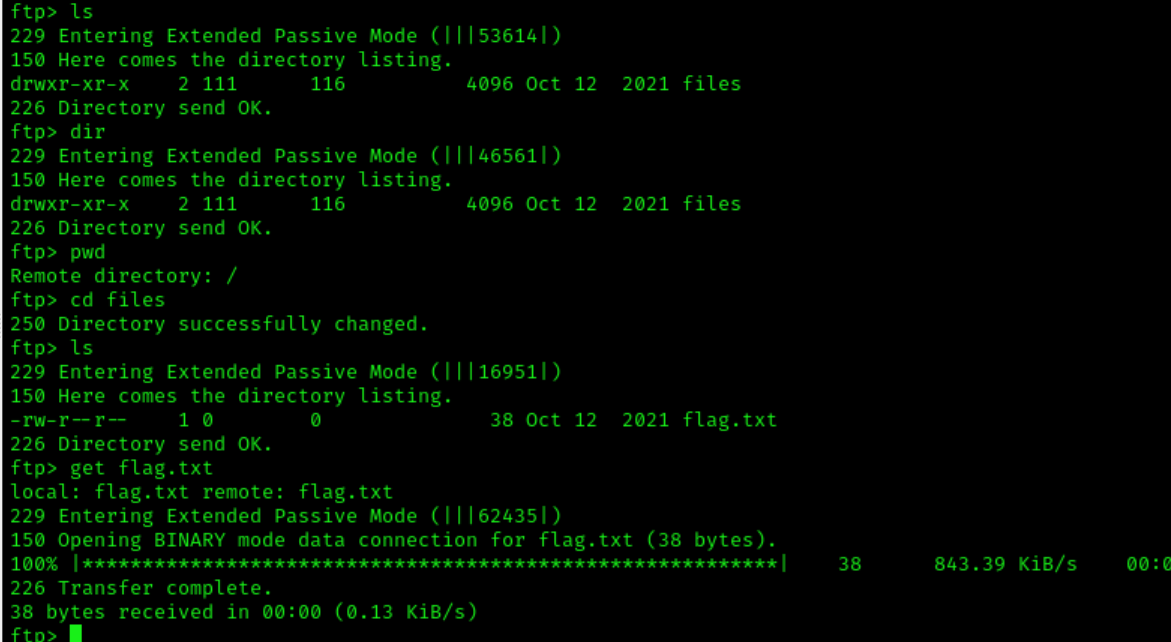 ftp> ls
229 Entering Extended Passive Mode (|||53614|)
150 Here comes the directory listing.
drwxr-xr-x    2 111      116          4096 Oct 12  2021 files
226 Directory send OK.
ftp> dir
229 Entering Extended Passive Mode (|||46561|)
150 Here comes the directory listing.
drwxr-xr-x    2 111      116          4096 Oct 12  2021 files
226 Directory send OK.
ftp> pwd
Remote directory: /
ftp> cd files
250 Directory successfully changed.
ftp> ls
229 Entering Extended Passive Mode (|||16951|)
150 Here comes the directory listing.
-rw-r--r--    1 0        0              38 Oct 12  2021 flag.txt
226 Directory send OK.
ftp> get flag.txt
local: flag.txt remote: flag.txt
229 Entering Extended Passive Mode (|||62435|)
150 Opening BINARY mode data connection for flag.txt (38 bytes).
100% |**********************************************************|    38      843.39 KiB/s    00:0
226 Transfer complete.
38 bytes received in 00:00 (0.13 KiB/s)
ftp>